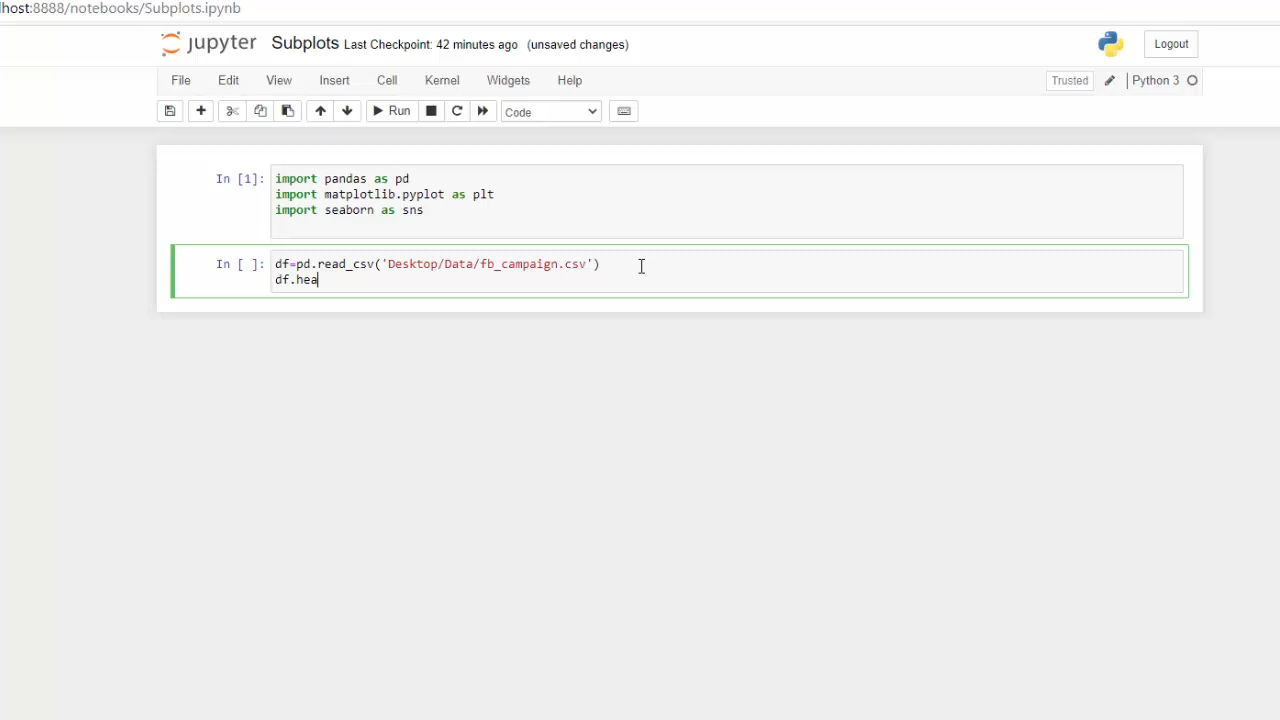 lhost:8888/notebooks/Subplots.ipynb
jupyter Subplots Last Checkpoint: 42 minutes ago (unsaved changes)
Logout
File Edit View Insert Cell Kernel Widgets Help
Trusted Python 3
Run Code
In [1]: import pandas as pd
import matplotlib.pyplot as plt
import seaborn as sns
In [ ]: df=pd.read_csv('Desktop/Data/fb_campaign.csv')
df.hea